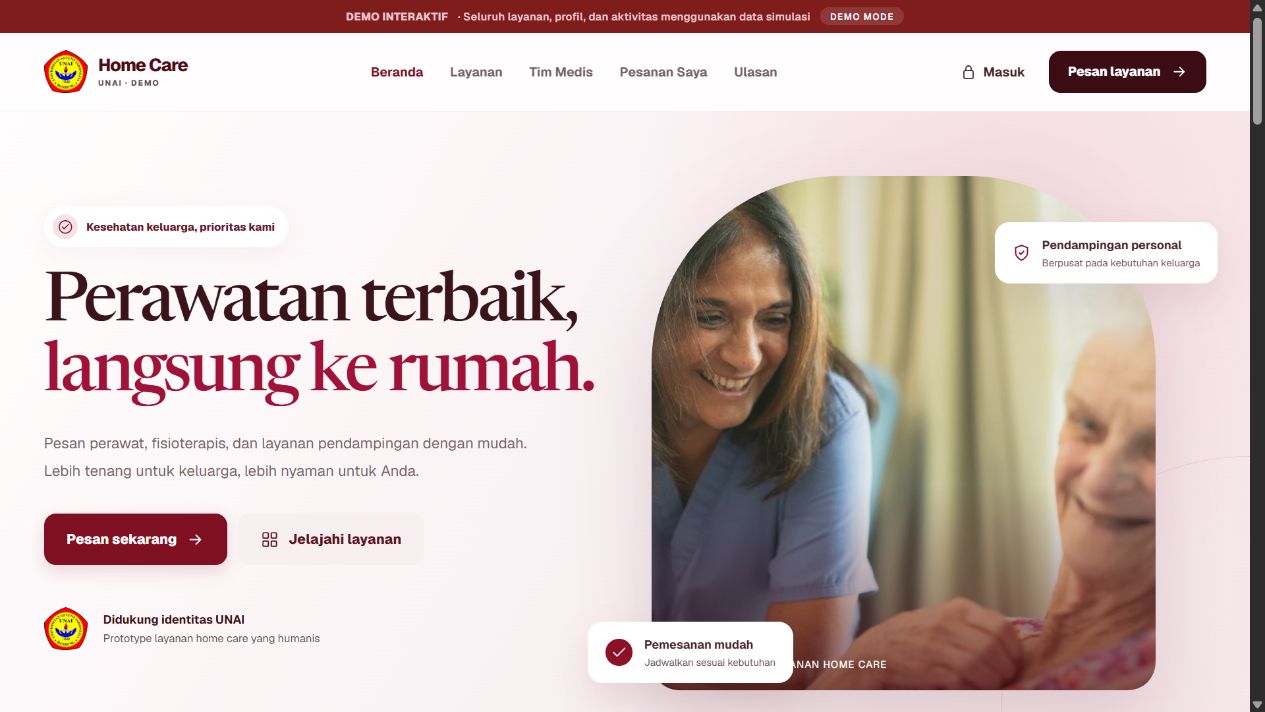 DEMO INTERAKTIF · Seluruh layanan, profil, dan aktivitas menggunakan data simulasi DEMO MODE
Home Care
UNAI · DEMO
Beranda Layanan Tim Medis Pesanan Saya Ulasan
Masuk
Pesan layanan
Kesehatan keluarga, prioritas kami
Perawatan terbaik,
langsung ke rumah.
Pesan perawat, fisioterapis, dan layanan pendampingan dengan mudah.
Lebih tenang untuk keluarga, lebih nyaman untuk Anda.
Pesan sekarang
Jelajahi layanan
UNAI
Didukung identitas UNAI
Prototype layanan home care yang humanis
Pendampingan personal
Berpusat pada kebutuhan keluarga
Pemesanan mudah
Jadwalkan sesuai kebutuhan
HOME CARE